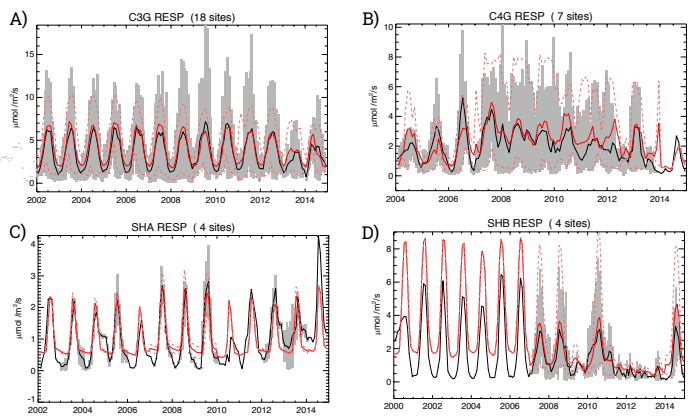 A) C3G RESP (18 sites)
B) C4G RESP ( 7 sites)
μmol /m²/s
15
10
5
0
2002 2004 2006 2008 2010 2012 2014
μmol /m²/s
10
8
6
4
2
0
2004 2006 2008 2010 2012 2014
C) SHA RESP ( 4 sites)
D) SHB RESP ( 4 sites)
μmol /m²/s
4
3
2
1
0
-1
2002 2004 2006 2008 2010 2012 2014
μmol /m²/s
8
6
4
2
0
2000 2002 2004 2006 2008 2010 2012 2014